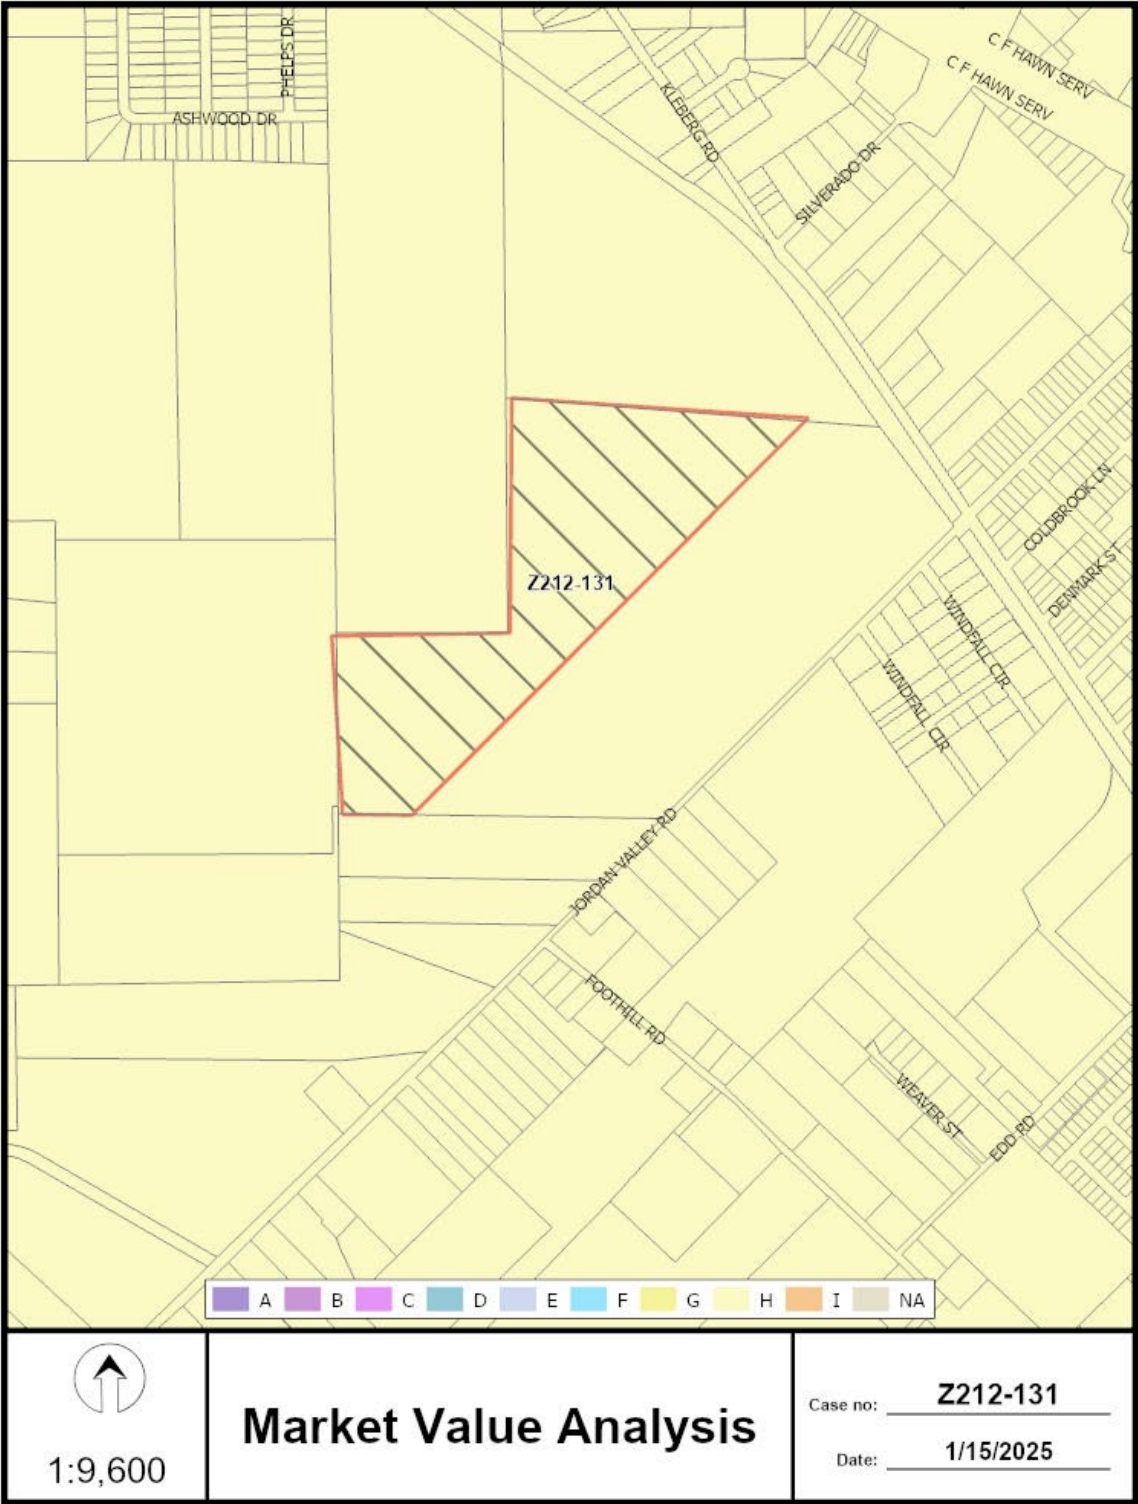 PHELPS DR
ASHWOOD DR
KLEBERG RD
C F HAWN SERV
C F HAWN SERV
SILVERADO DR
COLDBROOK LN
DENMARK ST
Z212-131
WINDFALL CIR
WINDFALL CIR
JORDAN VALLEY RD
FOOTHILL RD
WEAVER ST
EDD RD
A B C D E F G H I NA
1:9,600
Market Value Analysis
Case no: Z212-131
Date: 1/15/2025